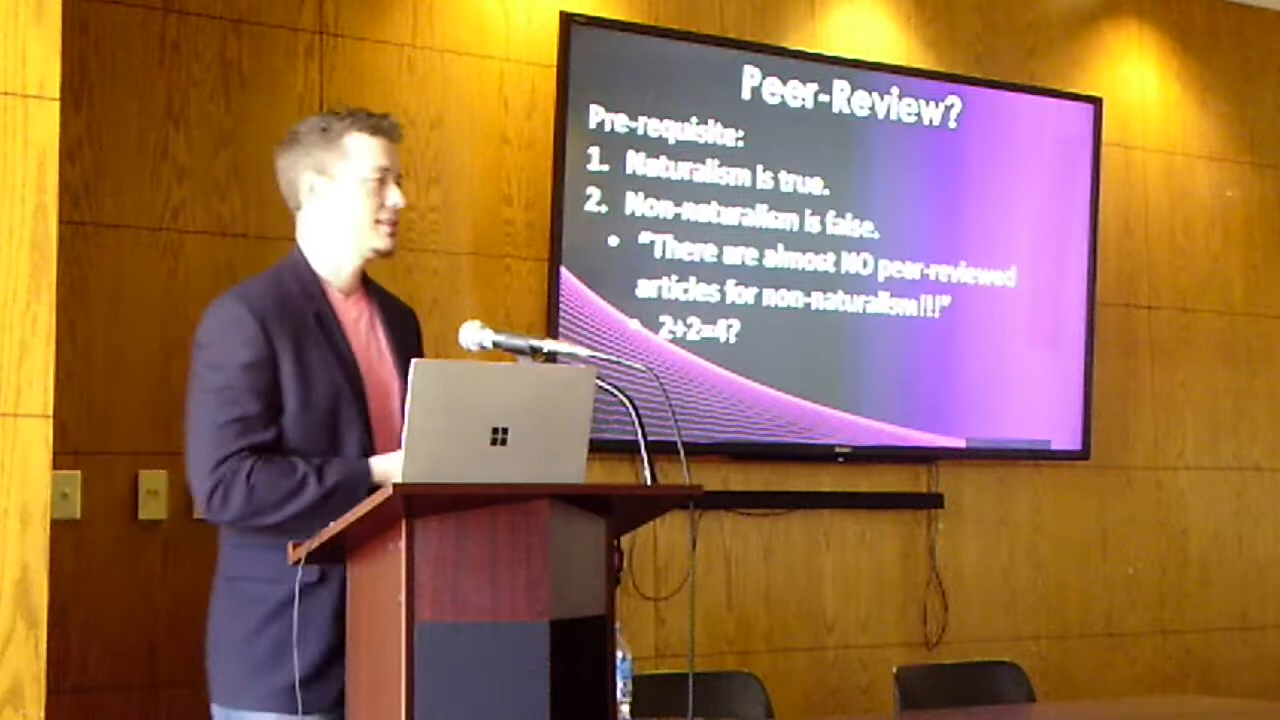 Peer-Review?
Pre-requisite:
1. Naturalism is true.
2. Non-naturalism is false.
• "There are almost NO peer-reviewed
articles for non-naturalism!!!"
2+2=4?